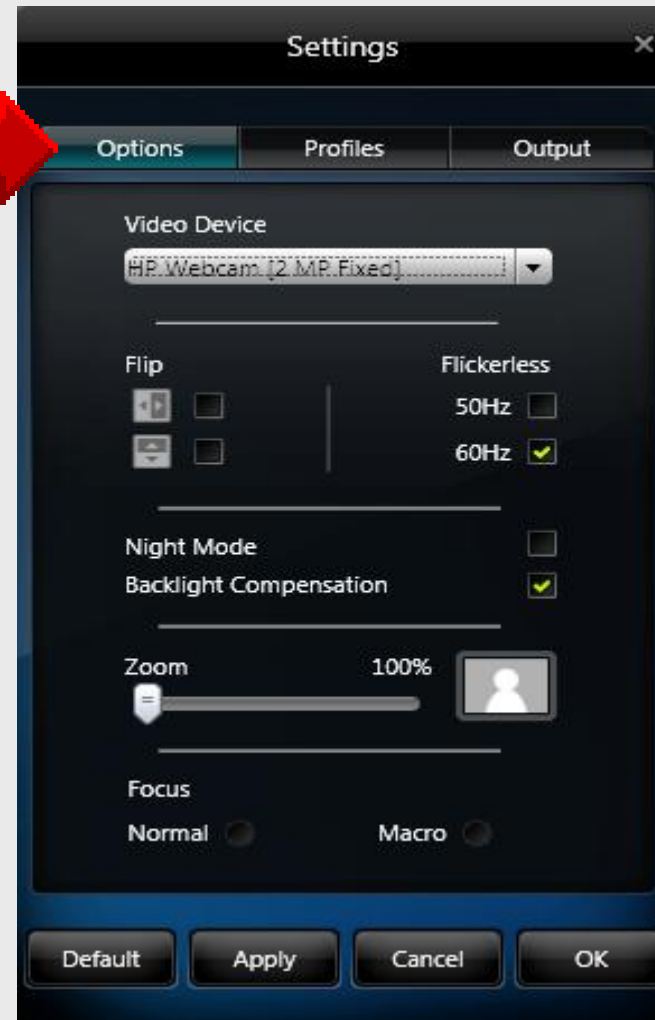 Settings
Options Profiles Output
Video Device
HP Webcam [2 MP Fixed]
Flip Flickerless
50Hz
60Hz
Night Mode
Backlight Compensation
Zoom 100%
Focus
Normal Macro
Default Apply Cancel OK